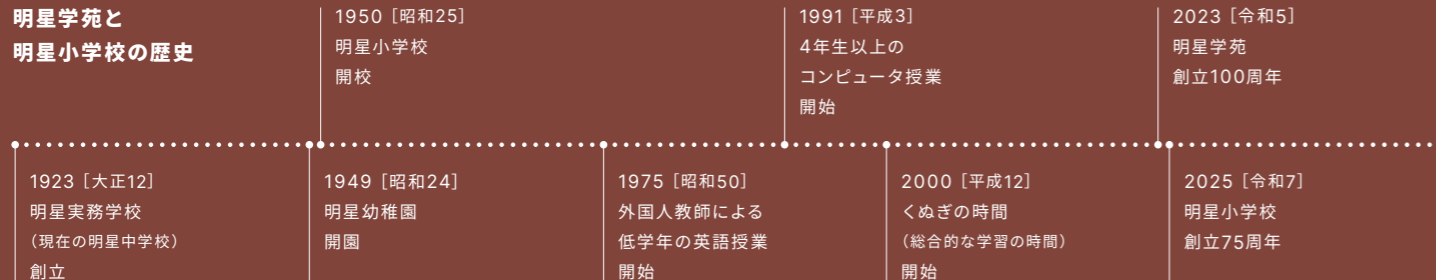 明星学苑と
明星小学校の歴史
1923［大正12］
明星実務学校
（現在の明星中学校）
創立
1949［昭和24］
明星幼稚園
開園
1950［昭和25］
明星小学校
開校
1975［昭和50］
外国人教師による
低学年の英語授業
開始
1991［平成3］
4年生以上の
コンピュータ授業
開始
2000［平成12］
くぬぎの時間
（総合的な学習の時間）
開始
2023［令和5］
明星学苑
創立100周年
2025［令和7］
明星小学校
創立75周年